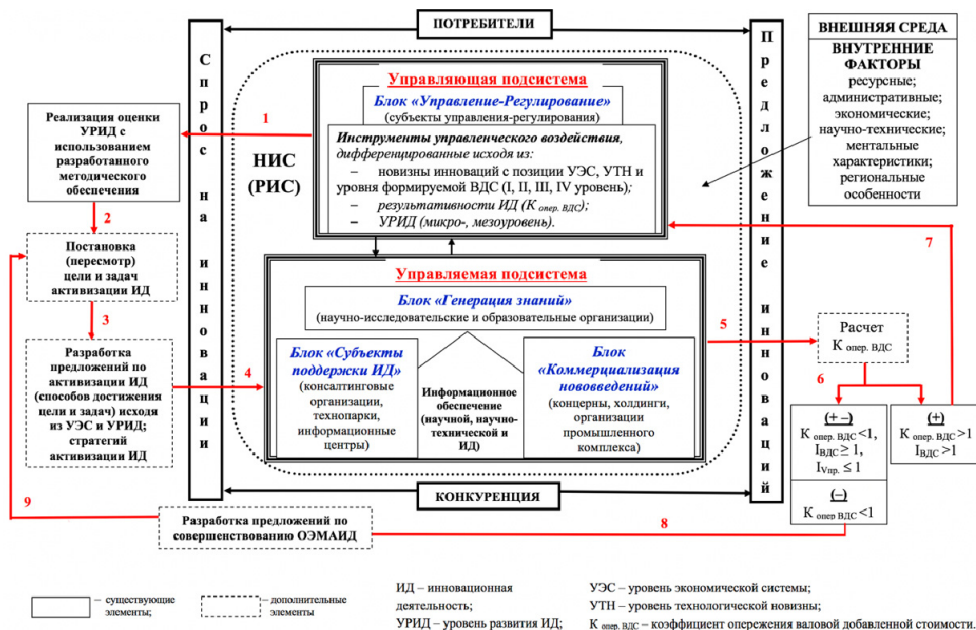 ПОТРЕБИТЕЛИ
Спрос на инновации
Предложение инноваций
ВНЕШНЯЯ СРЕДА
ВНУТРЕННИЕ
ФАКТОРЫ
ресурсные;
административные;
экономические;
научно-технические;
ментальные
характеристики;
региональные
особенности
Управляющая подсистема
Блок «Управление-Регулирование»
(субъекты управления-регулирования)
НИС
(РИС)
Инструменты управленческого воздействия,
дифференцированные исходя из:
– новизны инноваций с позиции УЭС, УТН и
уровня формируемой ВДС (I, II, III, IV уровень);
– результативности ИД (К опер. ВДС);
– УРИД (микро-, мезоуровень).
1
Реализация оценки
УРИД с
использованием
разработанного
методического
обеспечения
2
Постановка
(пересмотр)
цели и задач
активизации ИД
3
Разработка
предложений по
активизации ИД
(способов достижения
цели и задач) исходя
из УЭС и УРИД;
стратегий
активизации ИД
4
Управляемая подсистема
Блок «Генерация знаний»
(научно-исследовательские и образовательные организации)
Блок «Субъекты
поддержки ИД»
(консалтинговые
организации,
технопарки,
информационные
центры)
Информационное
обеспечение
(научной, научно-
технической и
ИД)
Блок
«Коммерциализация
нововведений»
(концерны, холдинги,
организации
промышленного
комплекса)
5
Расчет
К опер. ВДС
6
7
(+ –)
К опер. ВДС<1,
IВДС≥ 1,
IVпр. ≤ 1
(–)
К опер ВДС<1
(+)
К опер. ВДС>1
IВДС >1
КОНКУРЕНЦИЯ
8
9
Разработка предложений по
совершенствованию ОЭМАИД
– существующие
элементы;
– дополнительные
элементы
ИД – инновационная
деятельность;
УРИД – уровень развития ИД;
УЭС – уровень экономической системы;
УТН – уровень технологической новизны;
К опер. ВДС – коэффициент опережения валовой добавленной стоимости.